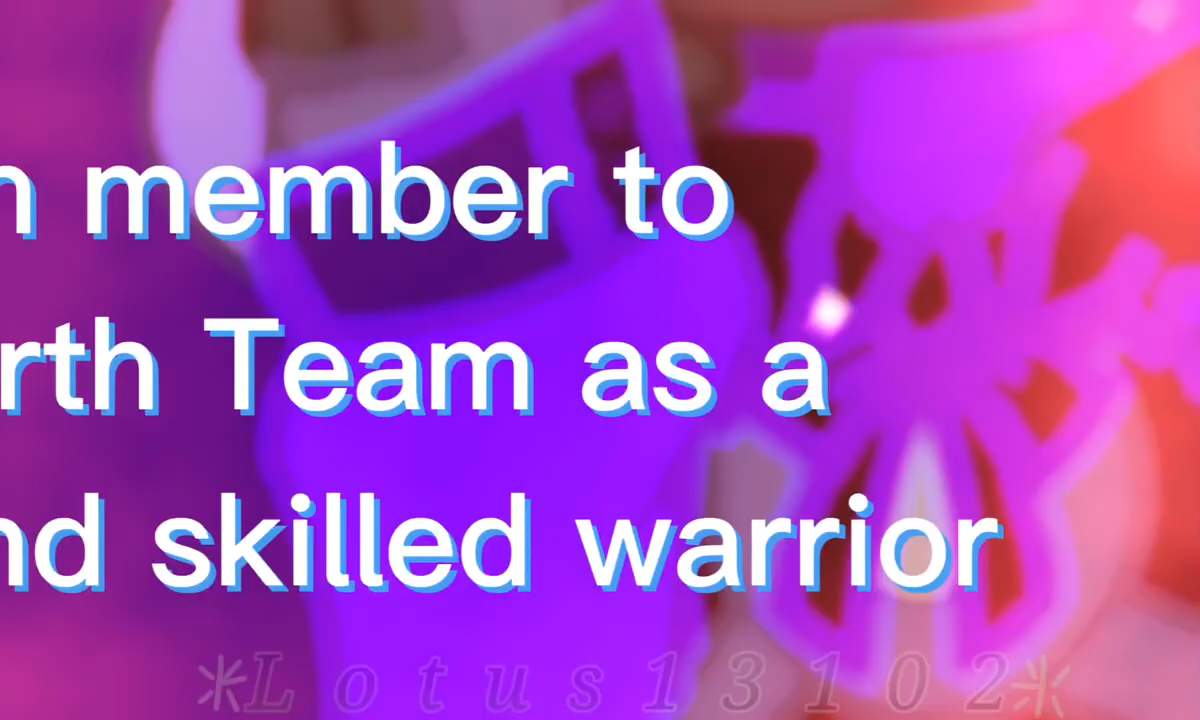 n member to
rth Team as a
nd skilled warrior
*Lotus13102*